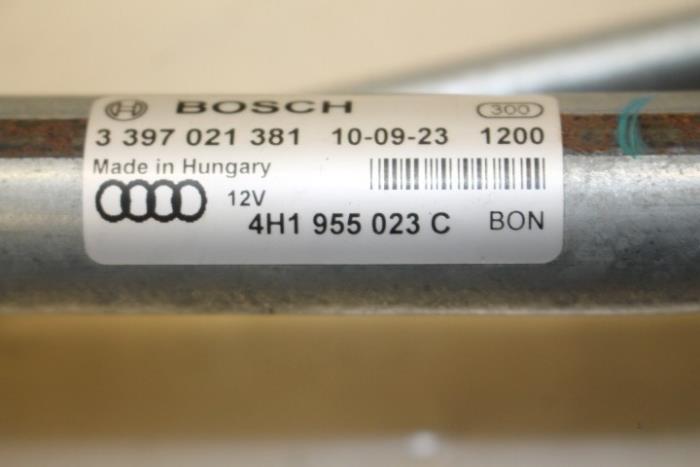 BOSCH 300
3 397 021 381 10-09-23 1200
Made in Hungary
12V
4H1 955 023 C BON